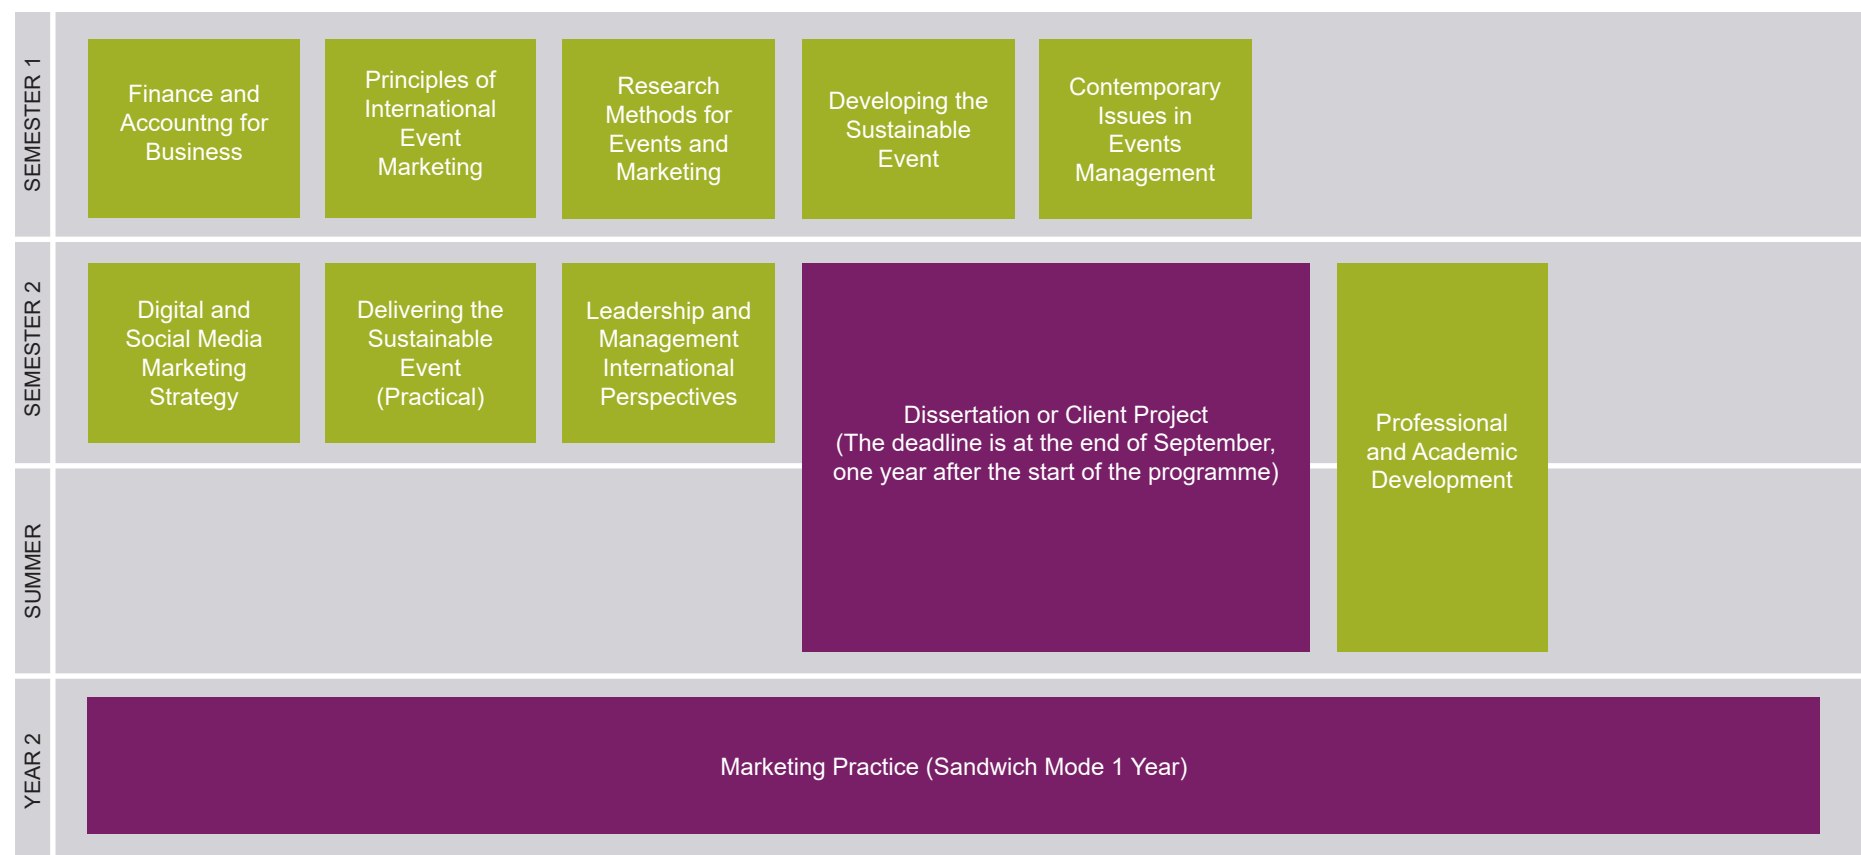 SEMESTER 1
Finance and
Accountng for
Business
Principles of
International
Event
Marketing
Research
Methods for
Events and
Marketing
Developing the
Sustainable
Event
Contemporary
Issues in
Events
Management
SEMESTER 2
Digital and
Social Media
Marketing
Strategy
Delivering the
Sustainable
Event
(Practical)
Leadership and
Management
International
Perspectives
Dissertation or Client Project
(The deadline is at the end of September,
one year after the start of the programme)
Professional
and Academic
Development
SUMMER
YEAR 2
Marketing Practice (Sandwich Mode 1 Year)